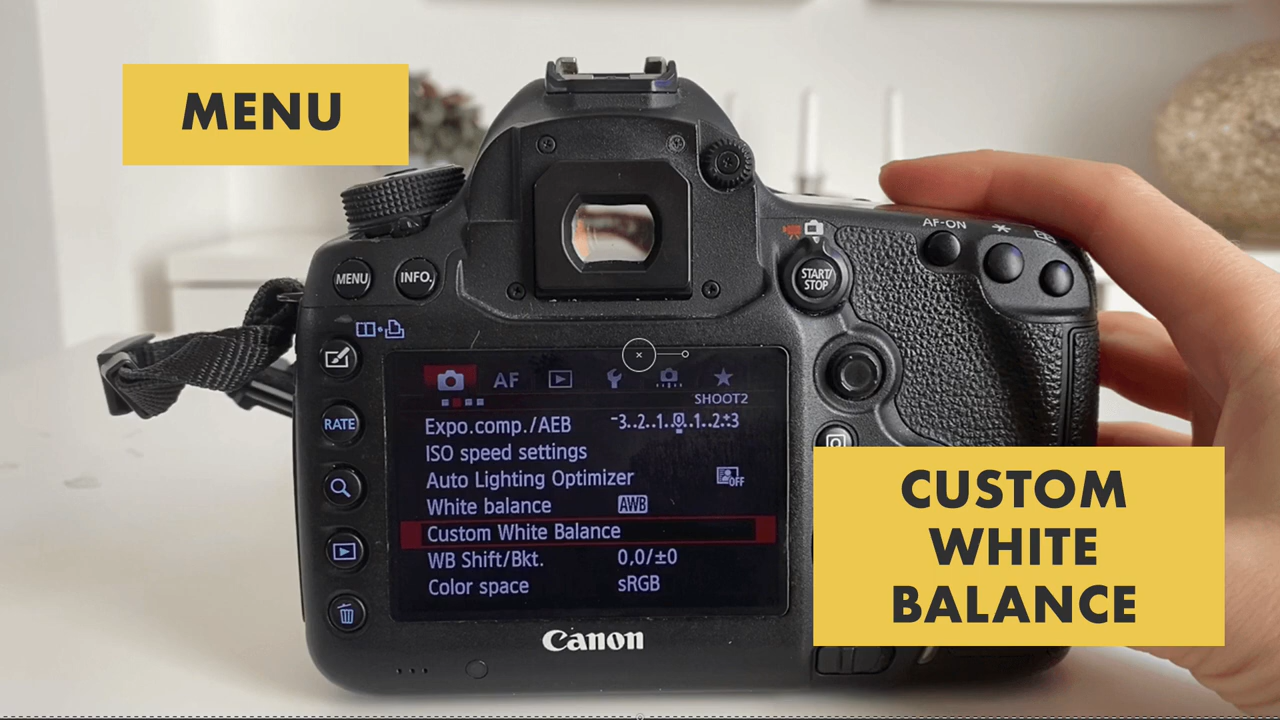 MENU
AF-ON
MENU
INFO.
START/
STOP
AF
SHOOT2
RATE
Expo.comp./AEB -3..2..1..0..1..2..+3
ISO speed settings
Auto Lighting Optimizer OFF
White balance AWB
Custom White Balance
WB Shift/Bkt. 0,0/±0
Color space sRGB
Canon
CUSTOM
WHITE
BALANCE